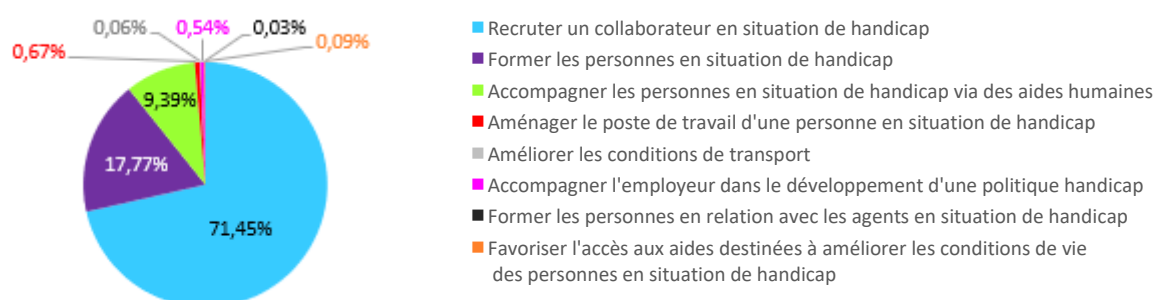 0,06%
0,54%
0,03%
0,67%
0,09%
9,39%
17,77%
71,45%
Recruter un collaborateur en situation de handicap
Former les personnes en situation de handicap
Accompagner les personnes en situation de handicap via des aides humaines
Aménager le poste de travail d'une personne en situation de handicap
Améliorer les conditions de transport
Accompagner l'employeur dans le développement d'une politique handicap
Former les personnes en relation avec les agents en situation de handicap
Favoriser l'accès aux aides destinées à améliorer les conditions de vie
des personnes en situation de handicap